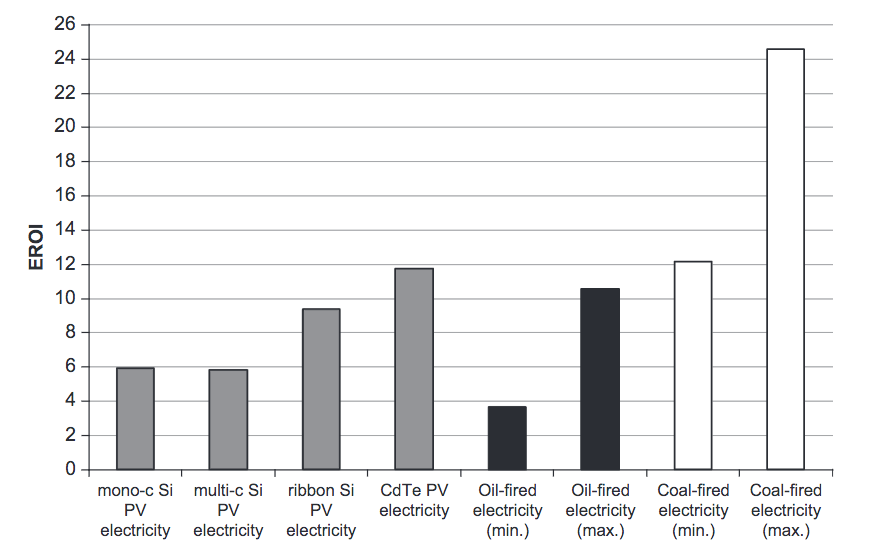 26
24
22
20
18
16
14
12
10
8
6
4
2
0
EROI
mono-c Si
PV
electricity
multi-c Si
PV
electricity
ribbon Si
PV
electricity
CdTe PV
electricity
Oil-fired
electricity
(min.)
Oil-fired
electricity
(max.)
Coal-fired
electricity
(min.)
Coal-fired
electricity
(max.)